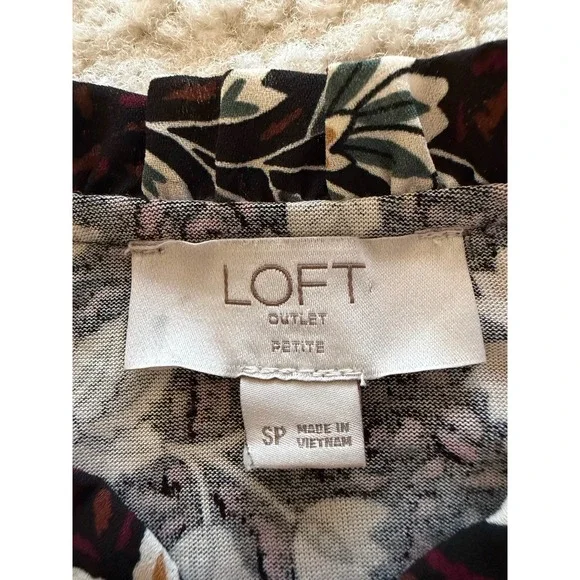 LOFT
OUTLET
PETITE
SP MADE IN
VIETNAM